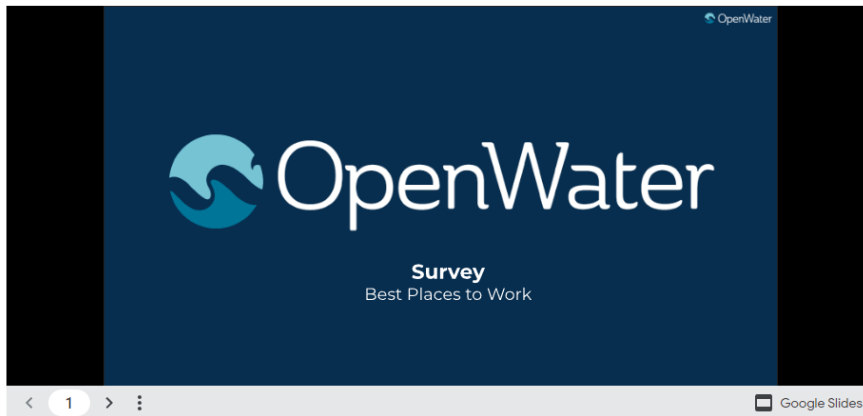 OpenWater
OpenWater
Survey
Best Places to Work
1
Google Slides